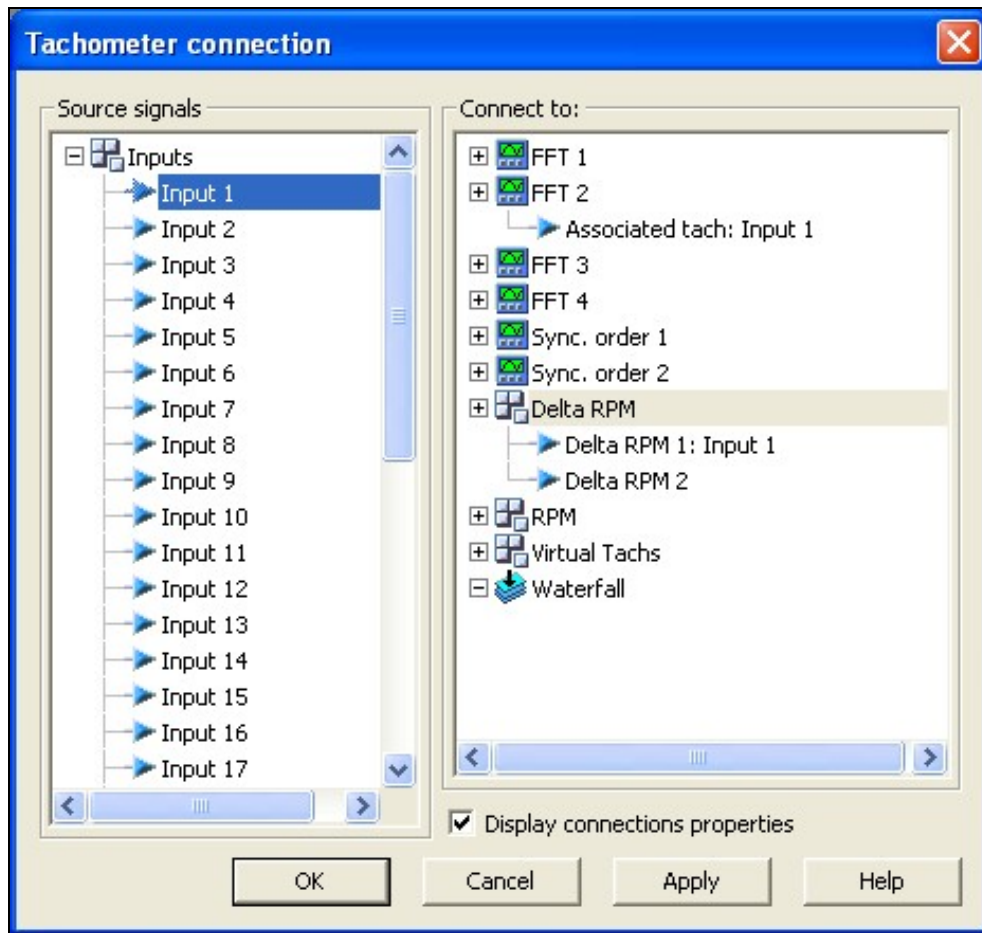 Tachometer connection
Source signals
Inputs
Input 1
Input 2
Input 3
Input 4
Input 5
Input 6
Input 7
Input 8
Input 9
Input 10
Input 11
Input 12
Input 13
Input 14
Input 15
Input 16
Input 17
Connect to:
FFT 1
FFT 2
Associated tach: Input 1
FFT 3
FFT 4
Sync. order 1
Sync. order 2
Delta RPM
Delta RPM 1: Input 1
Delta RPM 2
RPM
Virtual Tachs
Waterfall
Display connections properties
OK
Cancel
Apply
Help